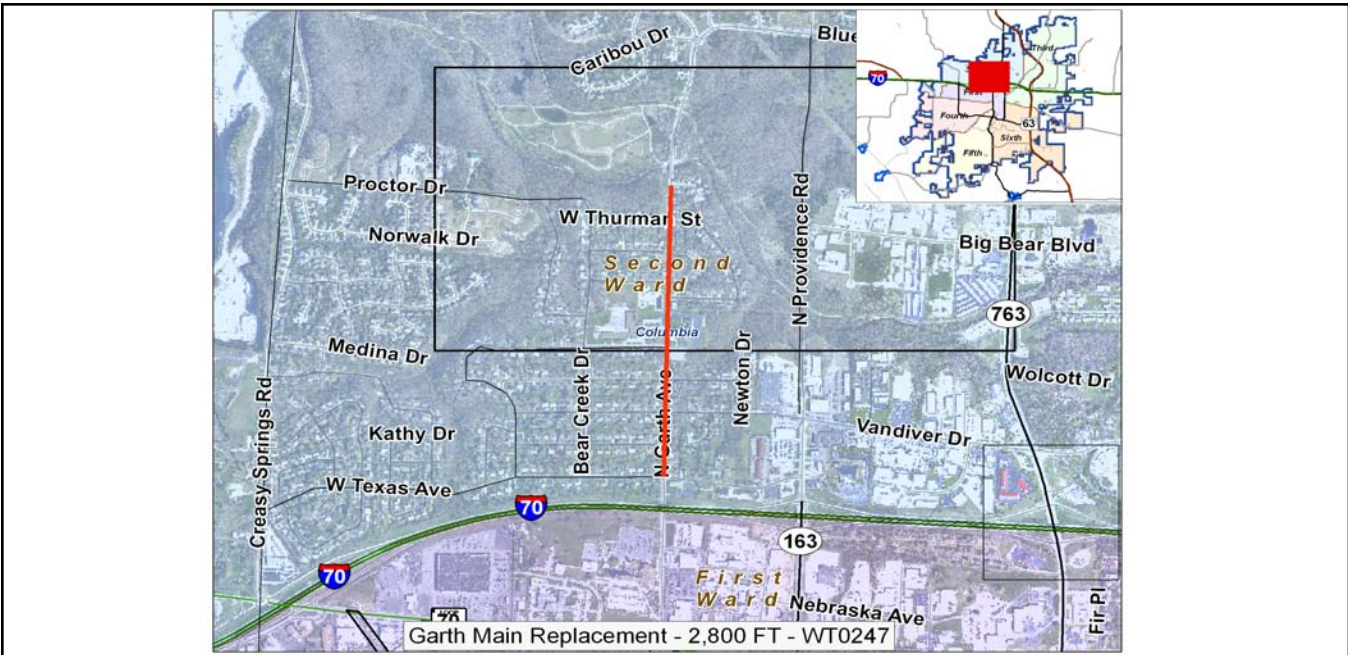 Caribou Dr
Blue
Third
70
First
Fourth
63
Sixth
Fifth
Proctor Dr
W Thurman St
N Providence Rd
Norwalk Dr
Big Bear Blvd
Second
Ward
763
Columbia
Medina Dr
Wolcott Dr
Creasy Springs Rd
Bear Creek Dr
N Garth Ave
Newton Dr
Kathy Dr
Vandiver Dr
W Texas Ave
70
163
70
First
Ward
Nebraska Ave
Fir Pl
70
Garth Main Replacement - 2,800 FT - WT0247